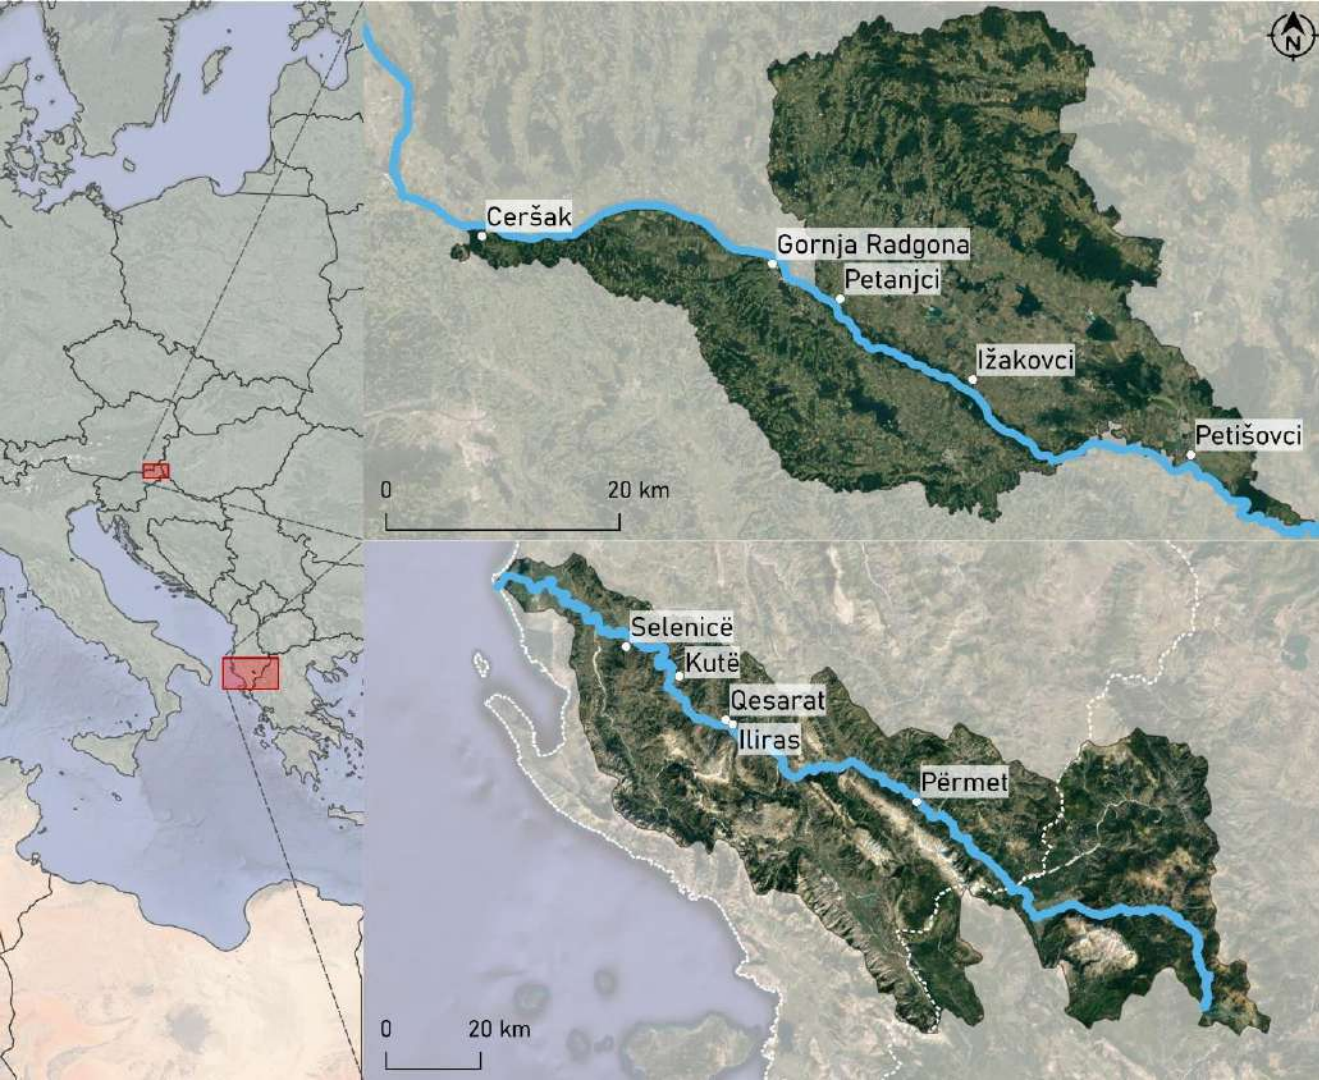 N
Ceršak
Gornja Radgona
Petanjci
Ižakovci
Petišovci
0 20 km
Selenicë
Kutë
Qesarat
Iliras
Përmet
0 20 km